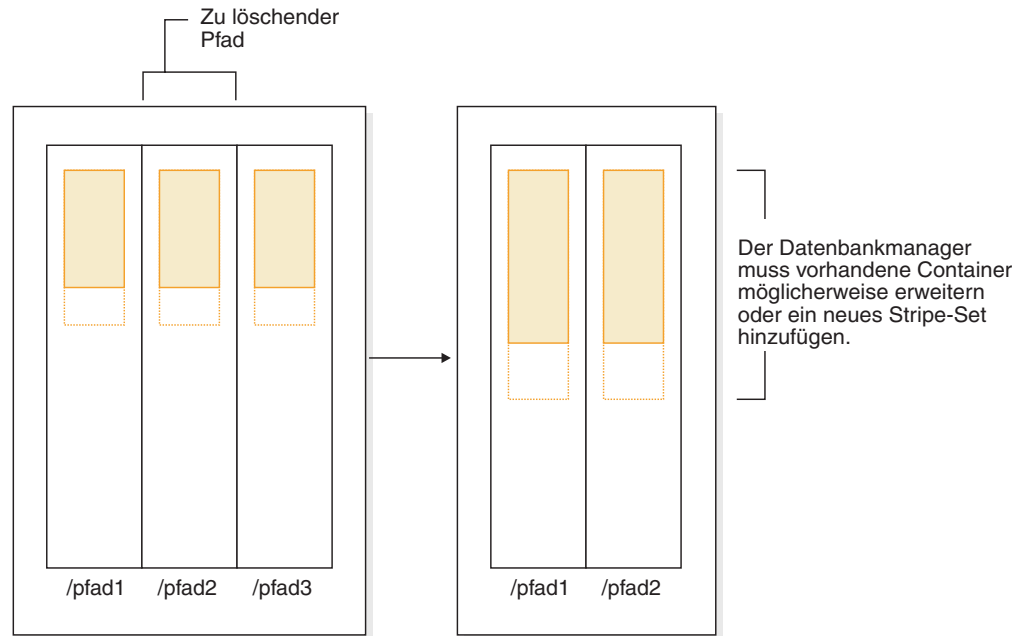 Zu löschender
Pfad
/pfad1
/pfad2
/pfad3
/pfad1
/pfad2
Der Datenbankmanager
muss vorhandene Container
möglicherweise erweitern
oder ein neues Stripe-Set
hinzufügen.